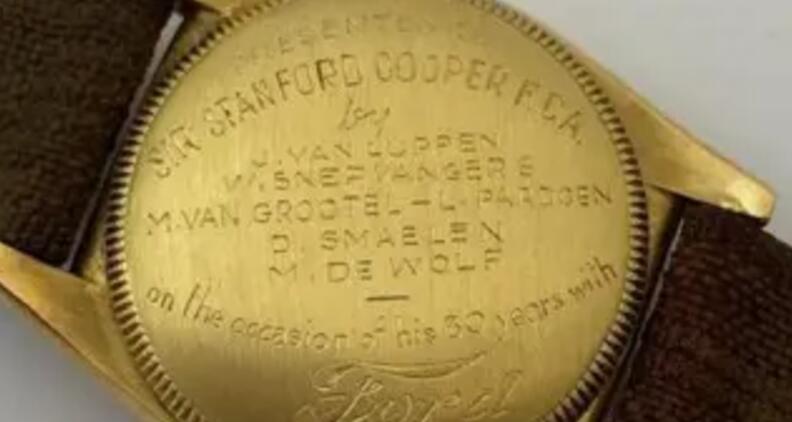 PRESENTED TO
SIR STANFORD COOPER F.C.A.
by
J. VAN LUPPEN
W. SNEPVANGERS
M. VAN GROOTEL - L. PARDOEN
D. SMAELEN
M. DE WOLF
on the occasion of his 30 years with
Ford